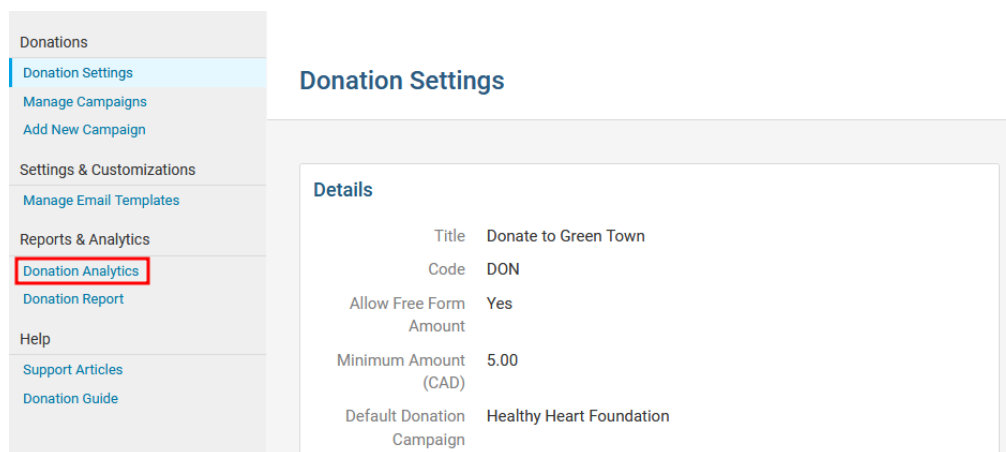 Donations
Donation Settings
Manage Campaigns
Add New Campaign
Settings & Customizations
Manage Email Templates
Reports & Analytics
Donation Analytics
Donation Report
Help
Support Articles
Donation Guide
Donation Settings
Details
Title Donate to Green Town
Code DON
Allow Free Form Yes
Amount
Minimum Amount 5.00
(CAD)
Default Donation Healthy Heart Foundation
Campaign